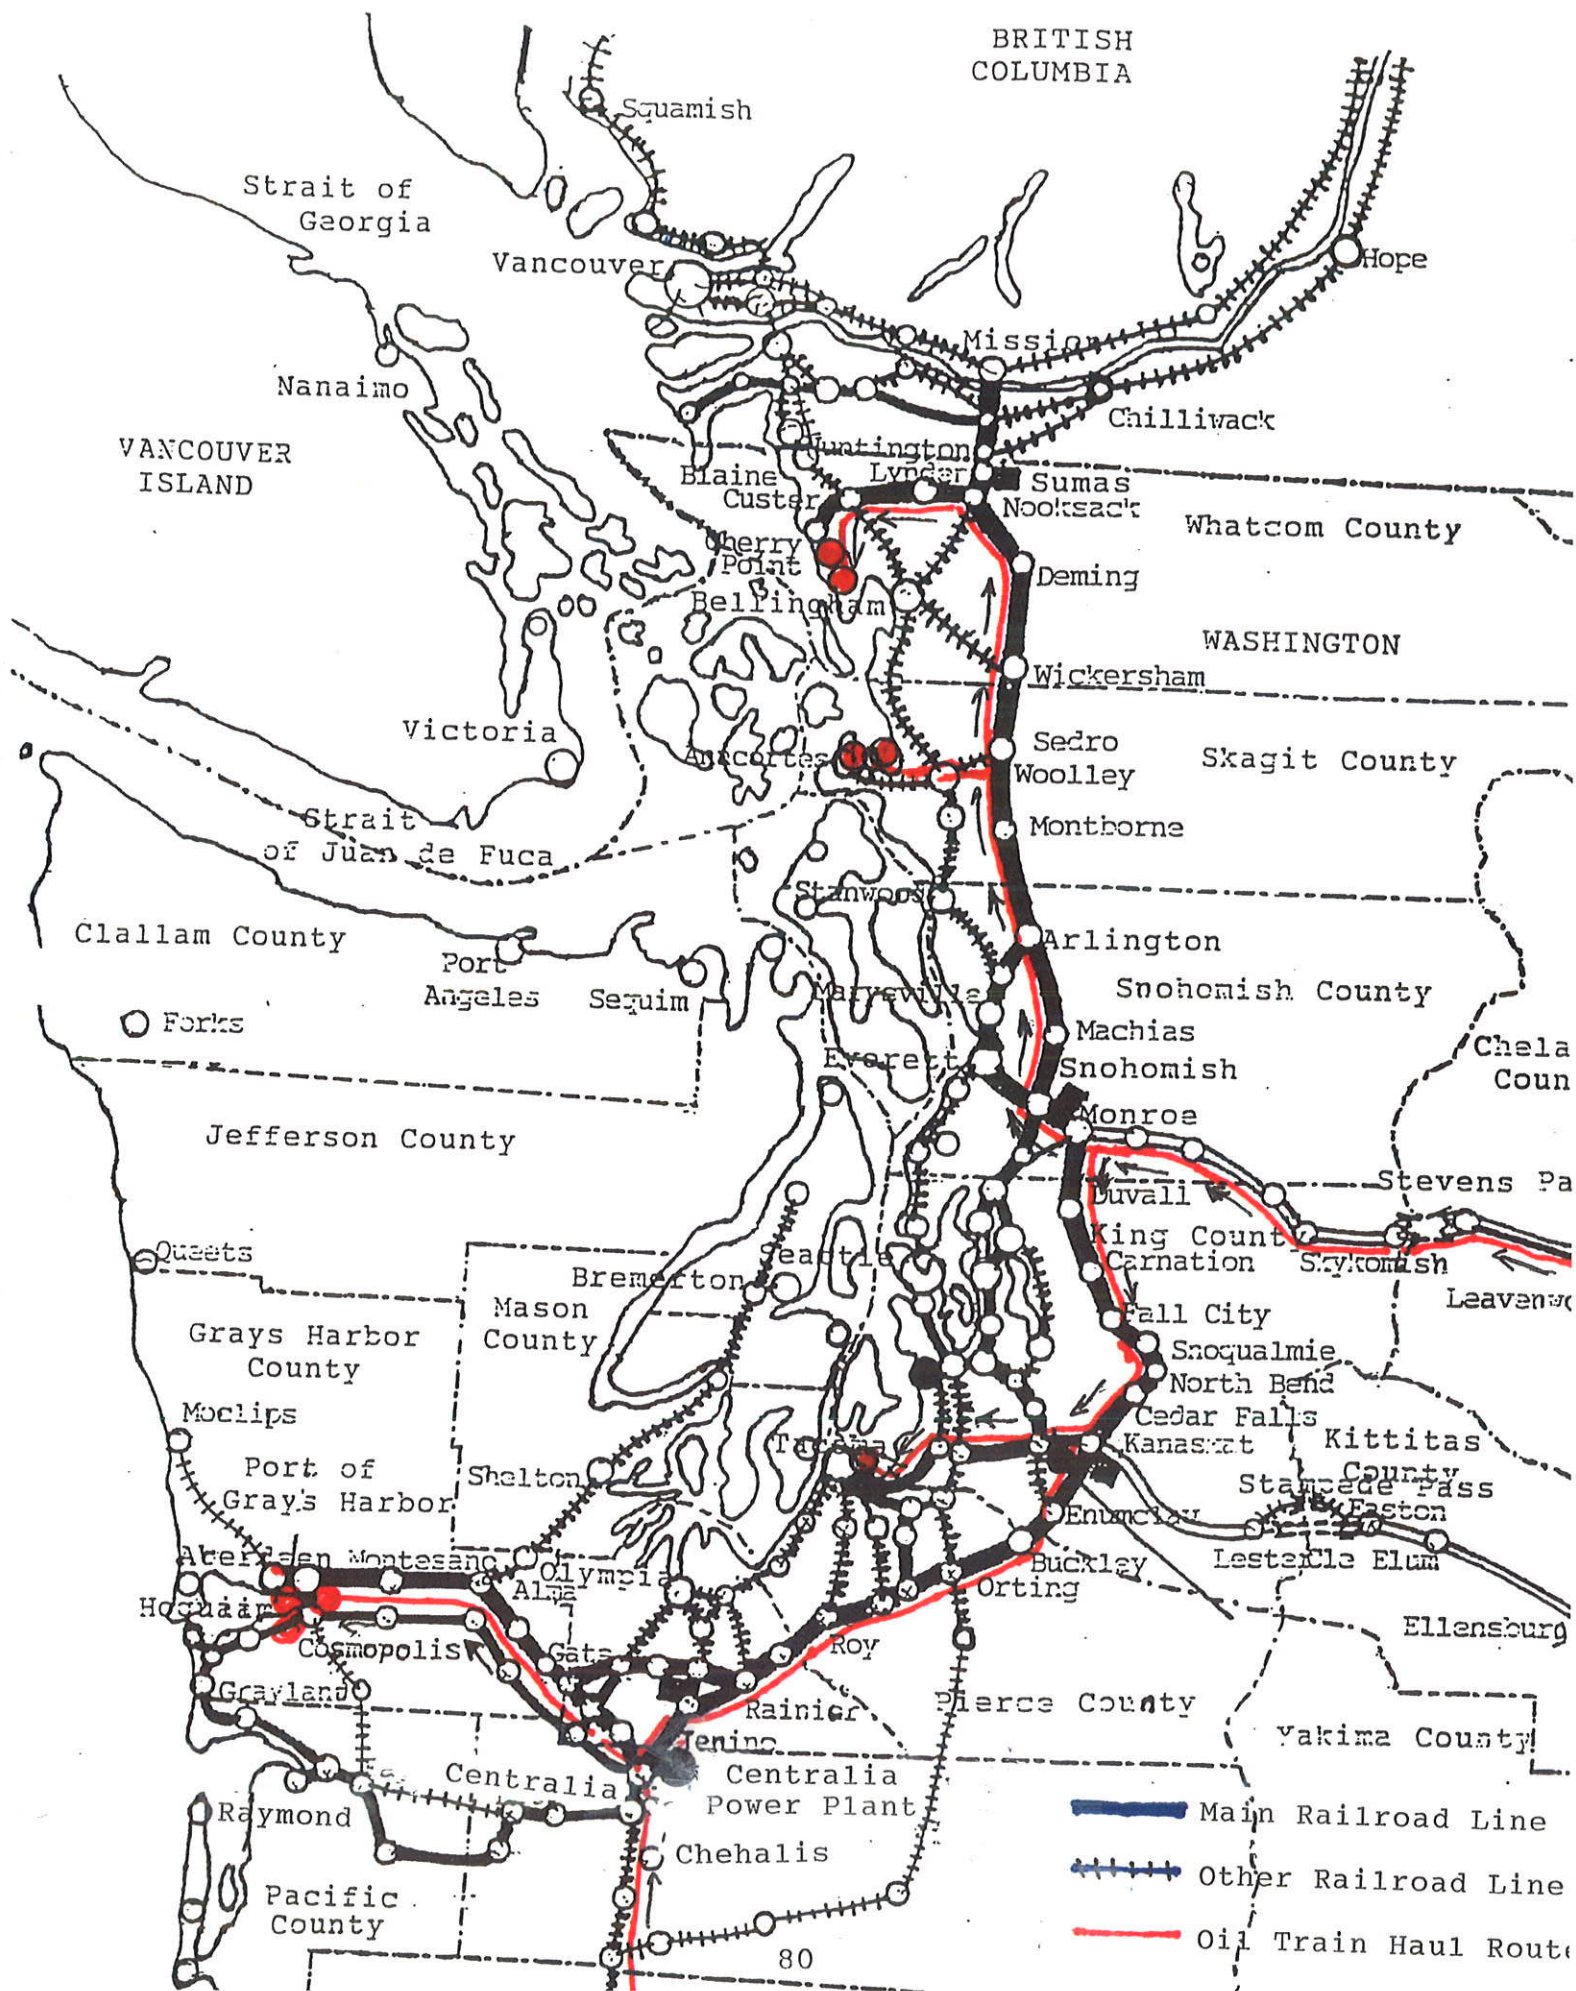 BRITISH
COLUMBIA
Squamish
Strait of
Georgia
Vancouver
Hope
Mission
Nanaimo
Chilliwack
VANCOUVER
ISLAND
Huntington
Blaine
Lynden
Sumas
Custer
Nooksack
Whatcom County
Cherry
Point
Deming
Bellingham
WASHINGTON
Wickersham
Victoria
Sedro
Woolley
Anacortes
Skagit County
Strait
of Juan de Fuca
Montborne
Stanwood
Clallam County
Arlington
Port
Angeles
Sequim
Marysville
Snohomish County
Forks
Machias
Everett
Snohomish
Chela
Coun
Monroe
Jefferson County
Duvall
Stevens Pa
Queets
King County
Seattle
Carnation
Skykomish
Bremerton
Mason
County
Leavenwo
Fall City
Grays Harbor
County
Snoqualmie
North Bend
Moclips
Cedar Falls
Tacoma
Kanaskat
Kittitas
County
Port of
Gray's Harbor
Shelton
Stampede Pass
Easton
Enumclaw
Aberdeen
Montesano
Olympia
Buckley
Lester
Cle Elum
Orting
Hoquiam
Cosmopolis
Gate
Roy
Ellensburg
Grayland
Rainier
Pierce County
Yakima County
Tenino
Centralia
Centralia
Power Plant
Raymond
Main Railroad Line
Chehalis
Other Railroad Line
Pacific
County
Oil Train Haul Route
80